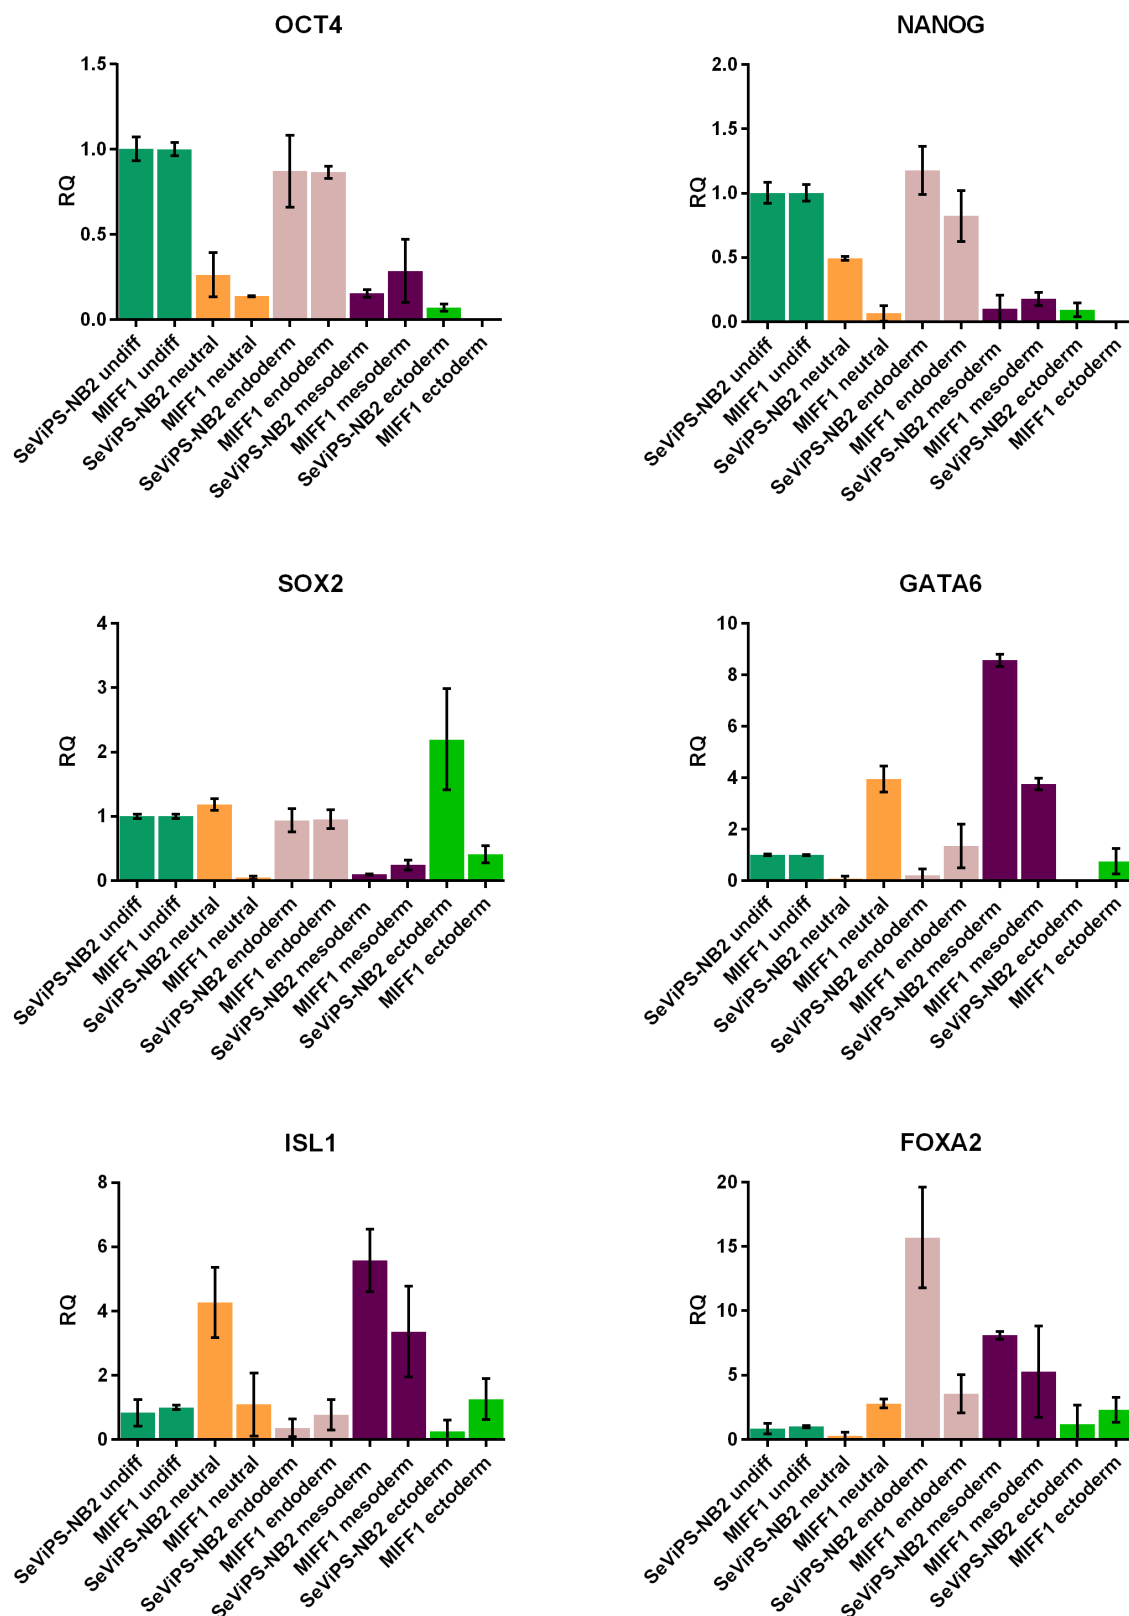 OCT4
1.5
1.0
0.5
0.0
RQ
SeViPS-NB2 undiff
MIFF1 undiff
SeViPS-NB2 neutral
MIFF1 neutral
SeViPS-NB2 endoderm
MIFF1 endoderm
SeViPS-NB2 mesoderm
MIFF1 mesoderm
SeViPS-NB2 ectoderm
MIFF1 ectoderm
NANOG
2.0
1.5
1.0
0.5
0.0
RQ
SeViPS-NB2 undiff
MIFF1 undiff
SeViPS-NB2 neutral
MIFF1 neutral
SeViPS-NB2 endoderm
MIFF1 endoderm
SeViPS-NB2 mesoderm
MIFF1 mesoderm
SeViPS-NB2 ectoderm
MIFF1 ectoderm
SOX2
4
3
2
1
0
RQ
SeViPS-NB2 undiff
MIFF1 undiff
SeViPS-NB2 neutral
MIFF1 neutral
SeViPS-NB2 endoderm
MIFF1 endoderm
SeViPS-NB2 mesoderm
MIFF1 mesoderm
SeViPS-NB2 ectoderm
MIFF1 ectoderm
GATA6
10
8
6
4
2
0
RQ
SeViPS-NB2 undiff
MIFF1 undiff
SeViPS-NB2 neutral
MIFF1 neutral
SeViPS-NB2 endoderm
MIFF1 endoderm
SeViPS-NB2 mesoderm
MIFF1 mesoderm
SeViPS-NB2 ectoderm
MIFF1 ectoderm
ISL1
8
6
4
2
0
RQ
SeViPS-NB2 undiff
MIFF1 undiff
SeViPS-NB2 neutral
MIFF1 neutral
SeViPS-NB2 endoderm
MIFF1 endoderm
SeViPS-NB2 mesoderm
MIFF1 mesoderm
SeViPS-NB2 ectoderm
MIFF1 ectoderm
FOXA2
20
15
10
5
0
RQ
SeViPS-NB2 undiff
MIFF1 undiff
SeViPS-NB2 neutral
MIFF1 neutral
SeViPS-NB2 endoderm
MIFF1 endoderm
SeViPS-NB2 mesoderm
MIFF1 mesoderm
SeViPS-NB2 ectoderm
MIFF1 ectoderm